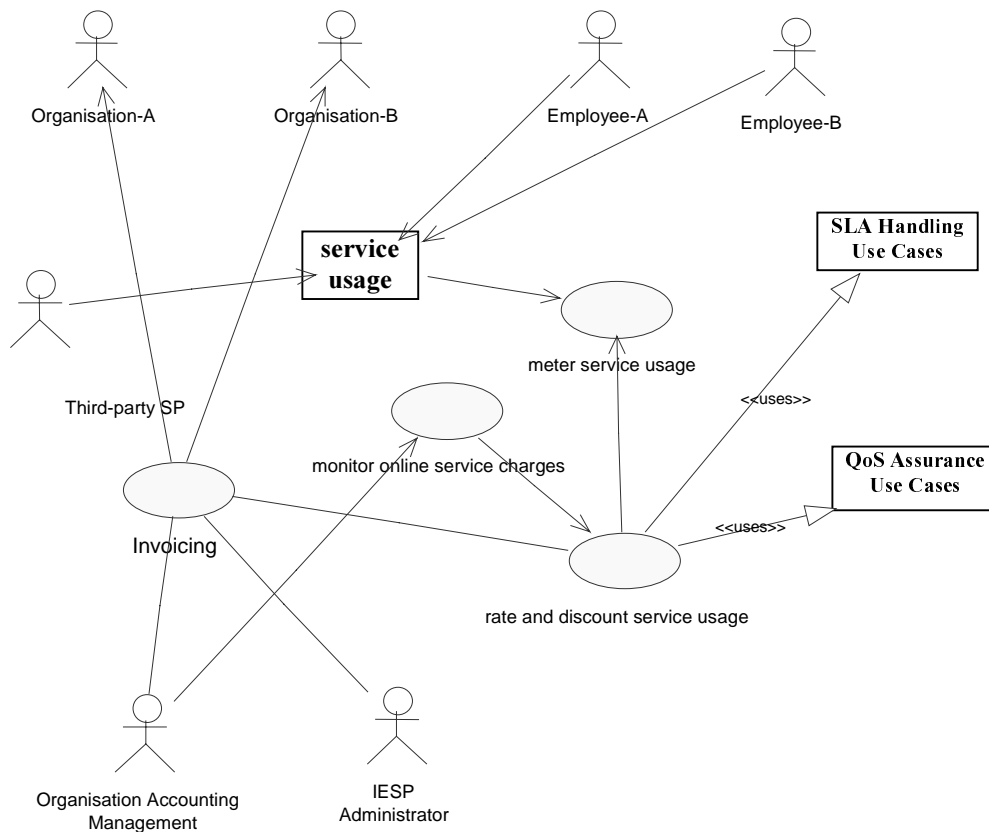 Organisation-A
Organisation-B
Employee-A
Employee-B
SLA Handling
Use Cases
service
usage
meter service usage
<<uses>>
Third-party SP
monitor online service charges
QoS Assurance
Use Cases
<<uses>>
Invoicing
rate and discount service usage
Organisation Accounting
Management
IESP
Administrator